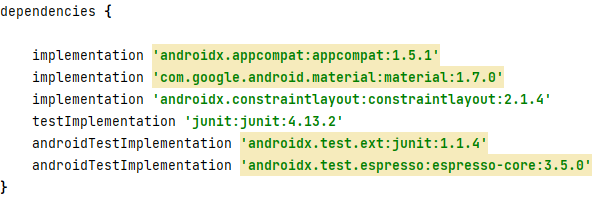 dependencies {
implementation 'androidx.appcompat:appcompat:1.5.1'
implementation 'com.google.android.material:material:1.7.0'
implementation 'androidx.constraintlayout:constraintlayout:2.1.4'
testImplementation 'junit:junit:4.13.2'
androidTestImplementation 'androidx.test.ext:junit:1.1.4'
androidTestImplementation 'androidx.test.espresso:espresso-core:3.5.0'
}